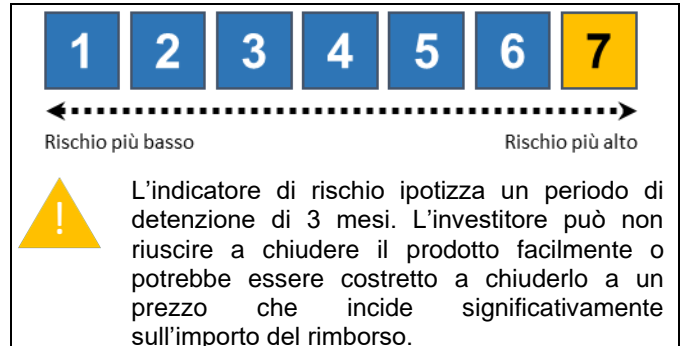 1 2 3 4 5 6 7
Rischio più basso Rischio più alto
!
L'indicatore di rischio ipotizza un periodo di
detenzione di 3 mesi. L'investitore può non
riuscire a chiudere il prodotto facilmente o
potrebbe essere costretto a chiuderlo a un
prezzo che incide significativamente
sull'importo del rimborso.